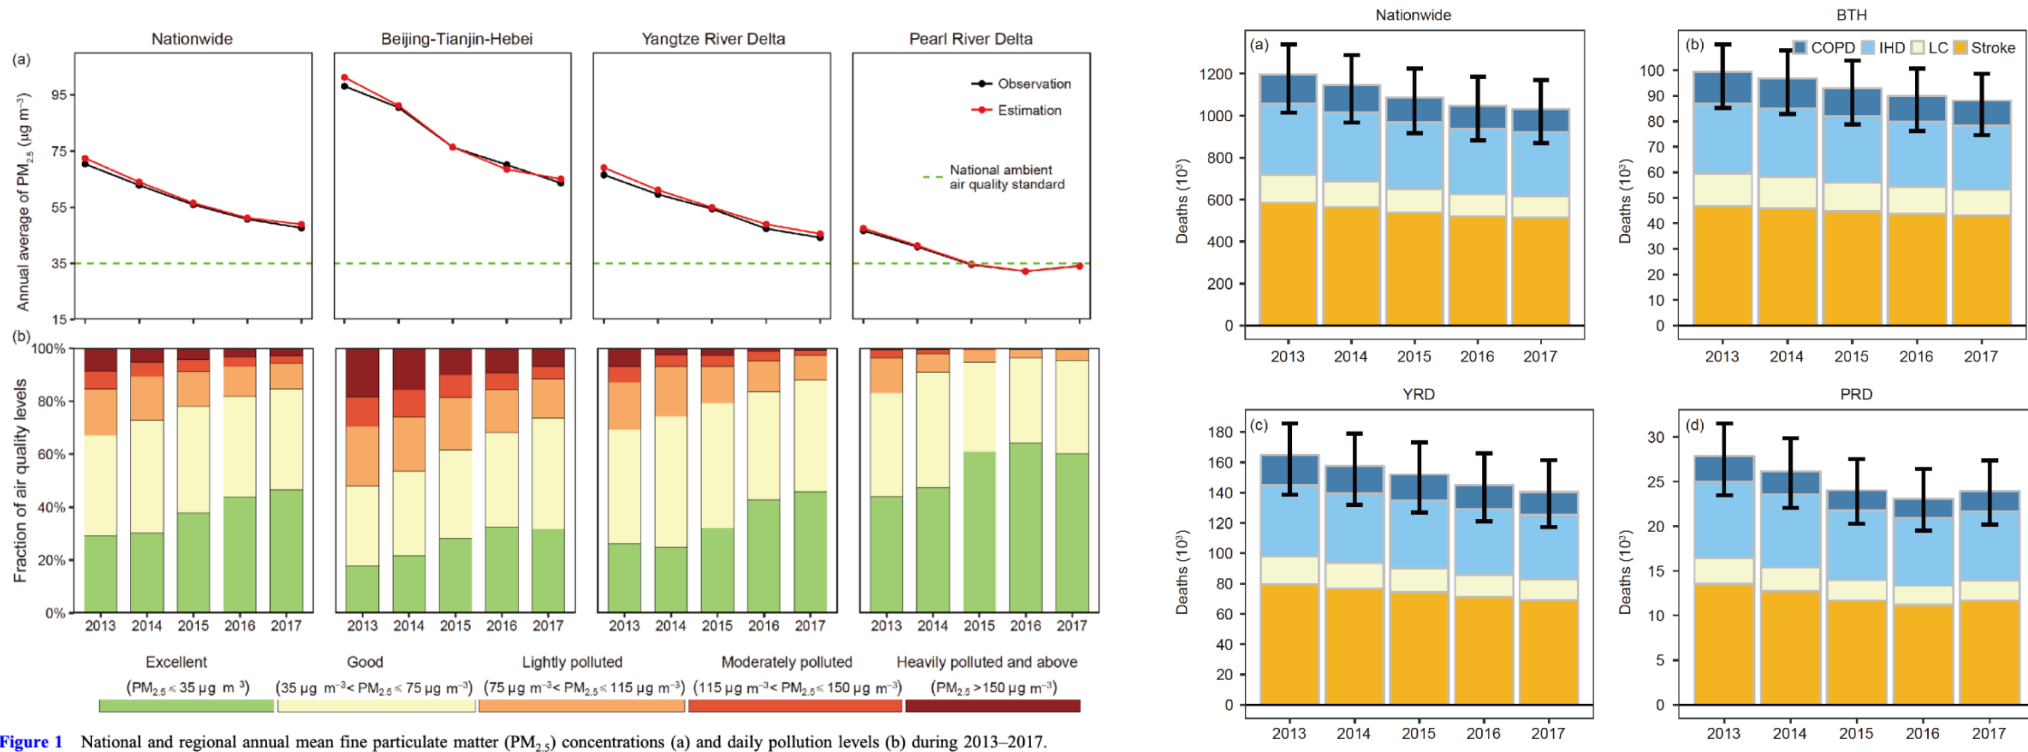 Nationwide
Beijing-Tianjin-Hebei
Yangtze River Delta
Pearl River Delta
(a)
Annual average of PM2.5 (μg m−3)
95
75
55
35
15
Observation
Estimation
National ambient
air quality standard
(b)
Fraction of air quality levels
100%
80%
60%
40%
20%
0%
2013 2014 2015 2016 2017
2013 2014 2015 2016 2017
2013 2014 2015 2016 2017
2013 2014 2015 2016 2017
Excellent
(PM2.5 ⩽ 35 μg m 3)
Good
(35 μg m−3< PM2.5 ⩽ 75 μg m−3)
Lightly polluted
(75 μg m−3< PM2.5 ⩽ 115 μg m−3)
Moderately polluted
(115 μg m−3< PM2.5 ⩽ 150 μg m−3)
Heavily polluted and above
(PM2.5 >150 μg m−3)
Figure 1 National and regional annual mean fine particulate matter (PM2.5) concentrations (a) and daily pollution levels (b) during 2013–2017.
Nationwide
(a)
Deaths (10³)
1200
1000
800
600
400
200
0
2013 2014 2015 2016 2017
BTH
(b)
COPD IHD LC Stroke
Deaths (10³)
100
90
80
70
60
50
40
30
20
10
0
2013 2014 2015 2016 2017
YRD
(c)
Deaths (10³)
180
160
140
120
100
80
60
40
20
0
2013 2014 2015 2016 2017
PRD
(d)
Deaths (10³)
30
25
20
15
10
5
0
2013 2014 2015 2016 2017